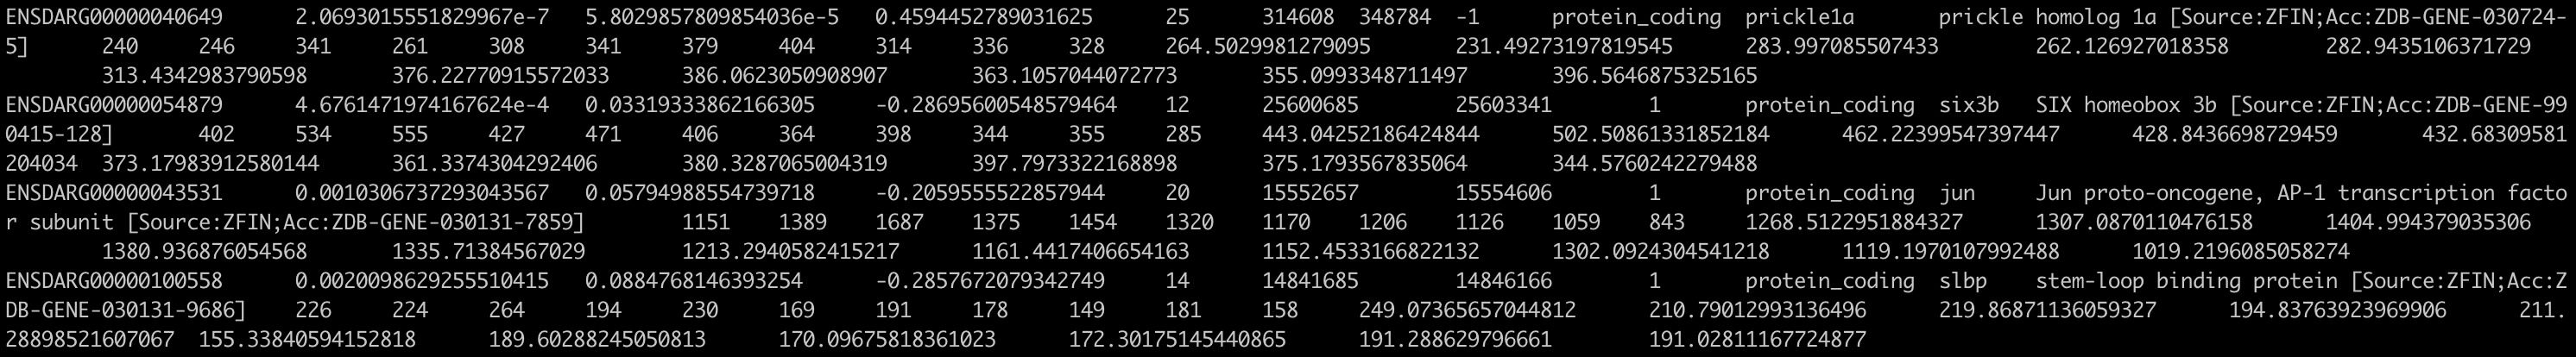 ENSDARG00000040649 2.0693015551829967e-7 5.8029857809854036e-5 0.4594452789031625 25 314608 348784 -1 protein_coding prickle1a prickle homolog 1a [Source:ZFIN;Acc:ZDB-GENE-030724-
5] 240 246 341 261 308 341 379 404 314 336 328 264.5029981279095 231.49273197819545 283.997085507433 262.126927018358 282.9435106371729
313.4342983790598 376.22770915572033 386.0623050908907 363.1057044072773 355.0993348711497 396.5646875325165
ENSDARG00000054879 4.6761471974167624e-4 0.03319333862166305 -0.28695600548579464 12 25600685 25603341 1 protein_coding six3b SIX homeobox 3b [Source:ZFIN;Acc:ZDB-GENE-99
0415-128] 402 534 555 427 471 406 364 398 344 355 285 443.04252186424844 502.50861331852184 462.22399547397447 428.8436698729459 432.68309581
204034 373.17983912580144 361.3374304292406 380.3287065004319 397.7973322168898 375.1793567835064 344.5760242279488
ENSDARG00000043531 0.0010306737293043567 0.05794988554739718 -0.2059555522857944 20 15552657 15554606 1 protein_coding jun Jun proto-oncogene, AP-1 transcription facto
r subunit [Source:ZFIN;Acc:ZDB-GENE-030131-7859] 1151 1389 1687 1375 1454 1320 1170 1206 1126 1059 843 1268.5122951884327 1307.0870110476158 1404.994379035306
1380.936876054568 1335.71384567029 1213.2940582415217 1161.4417406654163 1152.4533166822132 1302.0924304541218 1119.1970107992488 1019.2196085058274
ENSDARG00000100558 0.0020098629255510415 0.0884768146393254 -0.2857672079342749 14 14841685 14846166 1 protein_coding slbp stem-loop binding protein [Source:ZFIN;Acc:Z
DB-GENE-030131-9686] 226 224 264 194 230 169 191 178 149 181 158 249.07365657044812 210.79012993136496 219.86871136059327 194.83763923969906 211.
28898521607067 155.33840594152818 189.60288245050813 170.09675818361023 172.30175145440865 191.288629796661 191.02811167724877